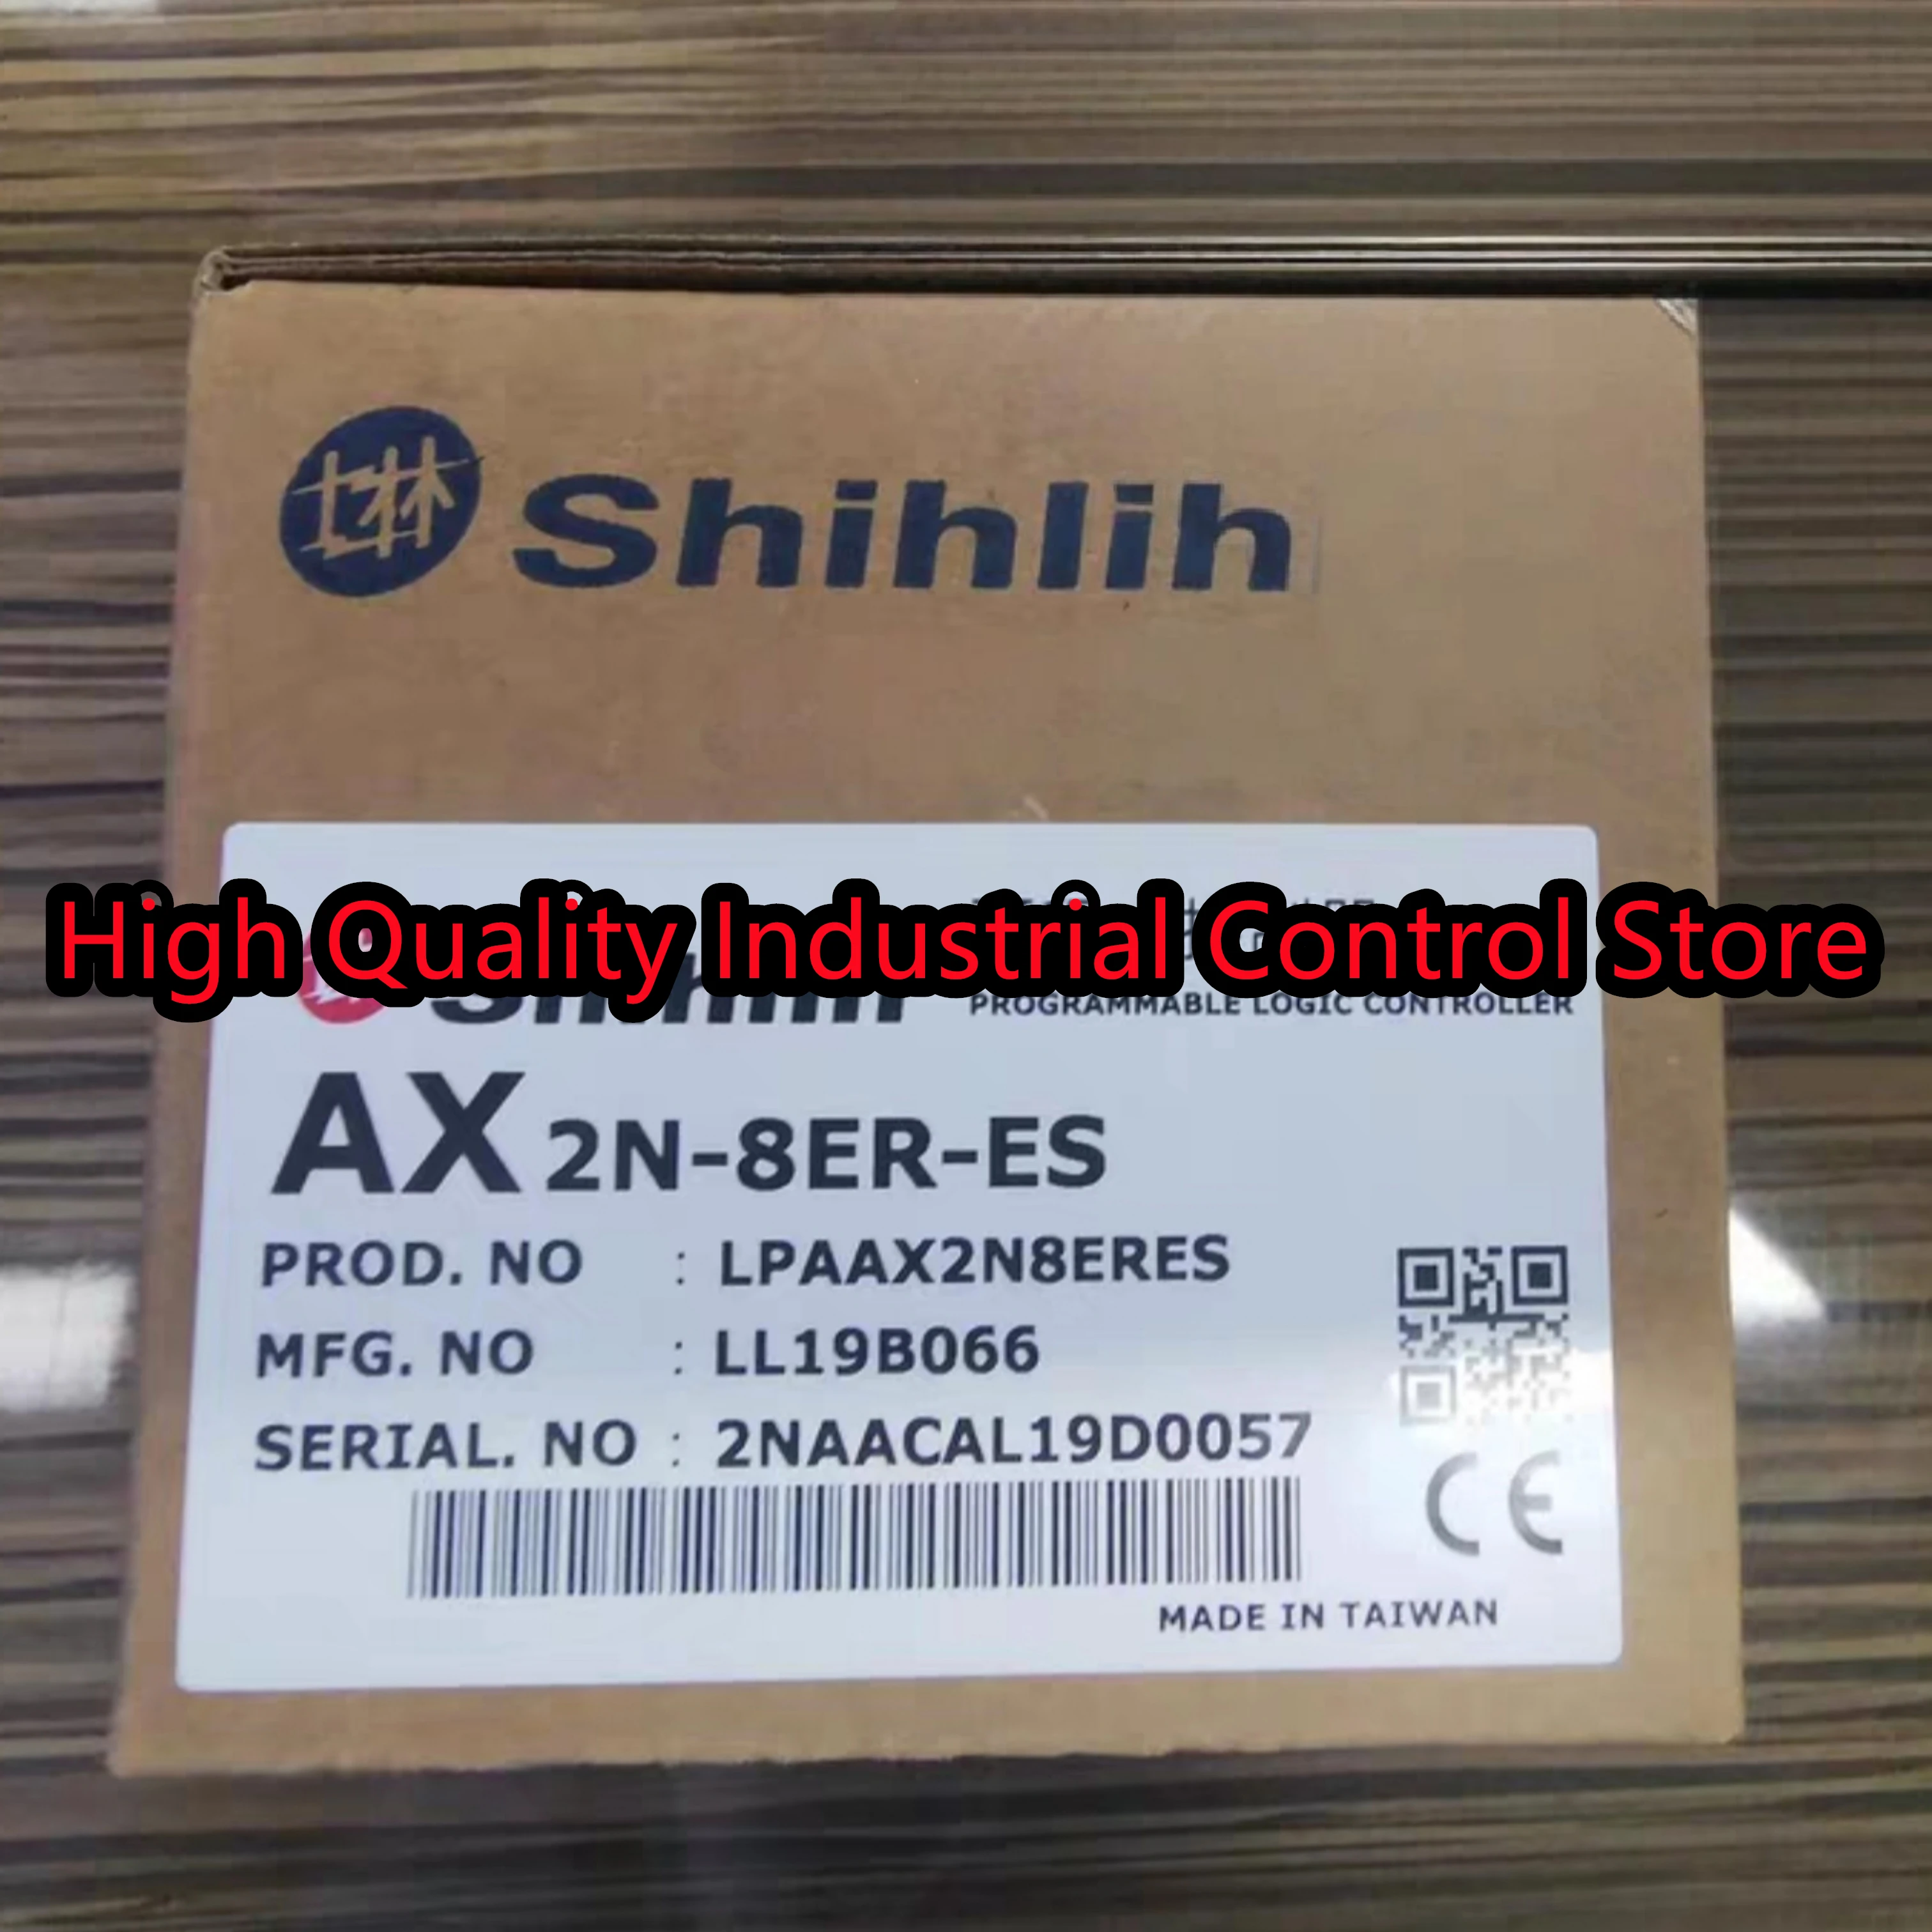 Shihlih
High Quality Industrial Control Store
Shihlih
PROGRAMMABLE LOGIC CONTROLLER
AX 2N-8ER-ES
PROD. NO : LPAAX2N8ERES
MFG. NO : LL19B066
SERIAL. NO : 2NAACAL19D0057
CE
MADE IN TAIWAN